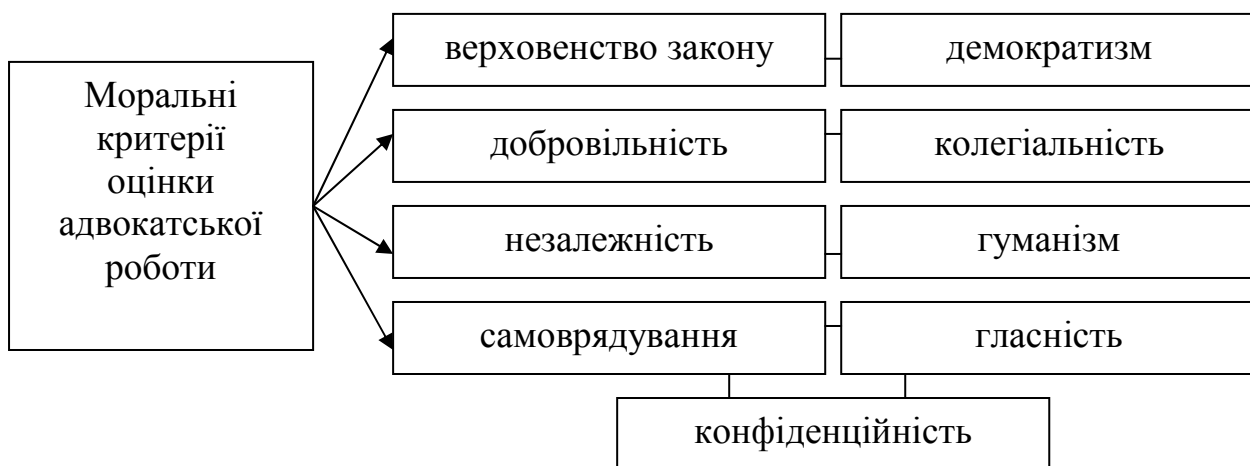 Моральні
критерії
оцінки
адвокатської
роботи
верховенство закону
демократизм
добровільність
колегіальність
незалежність
гуманізм
самоврядування
гласність
конфіденційність